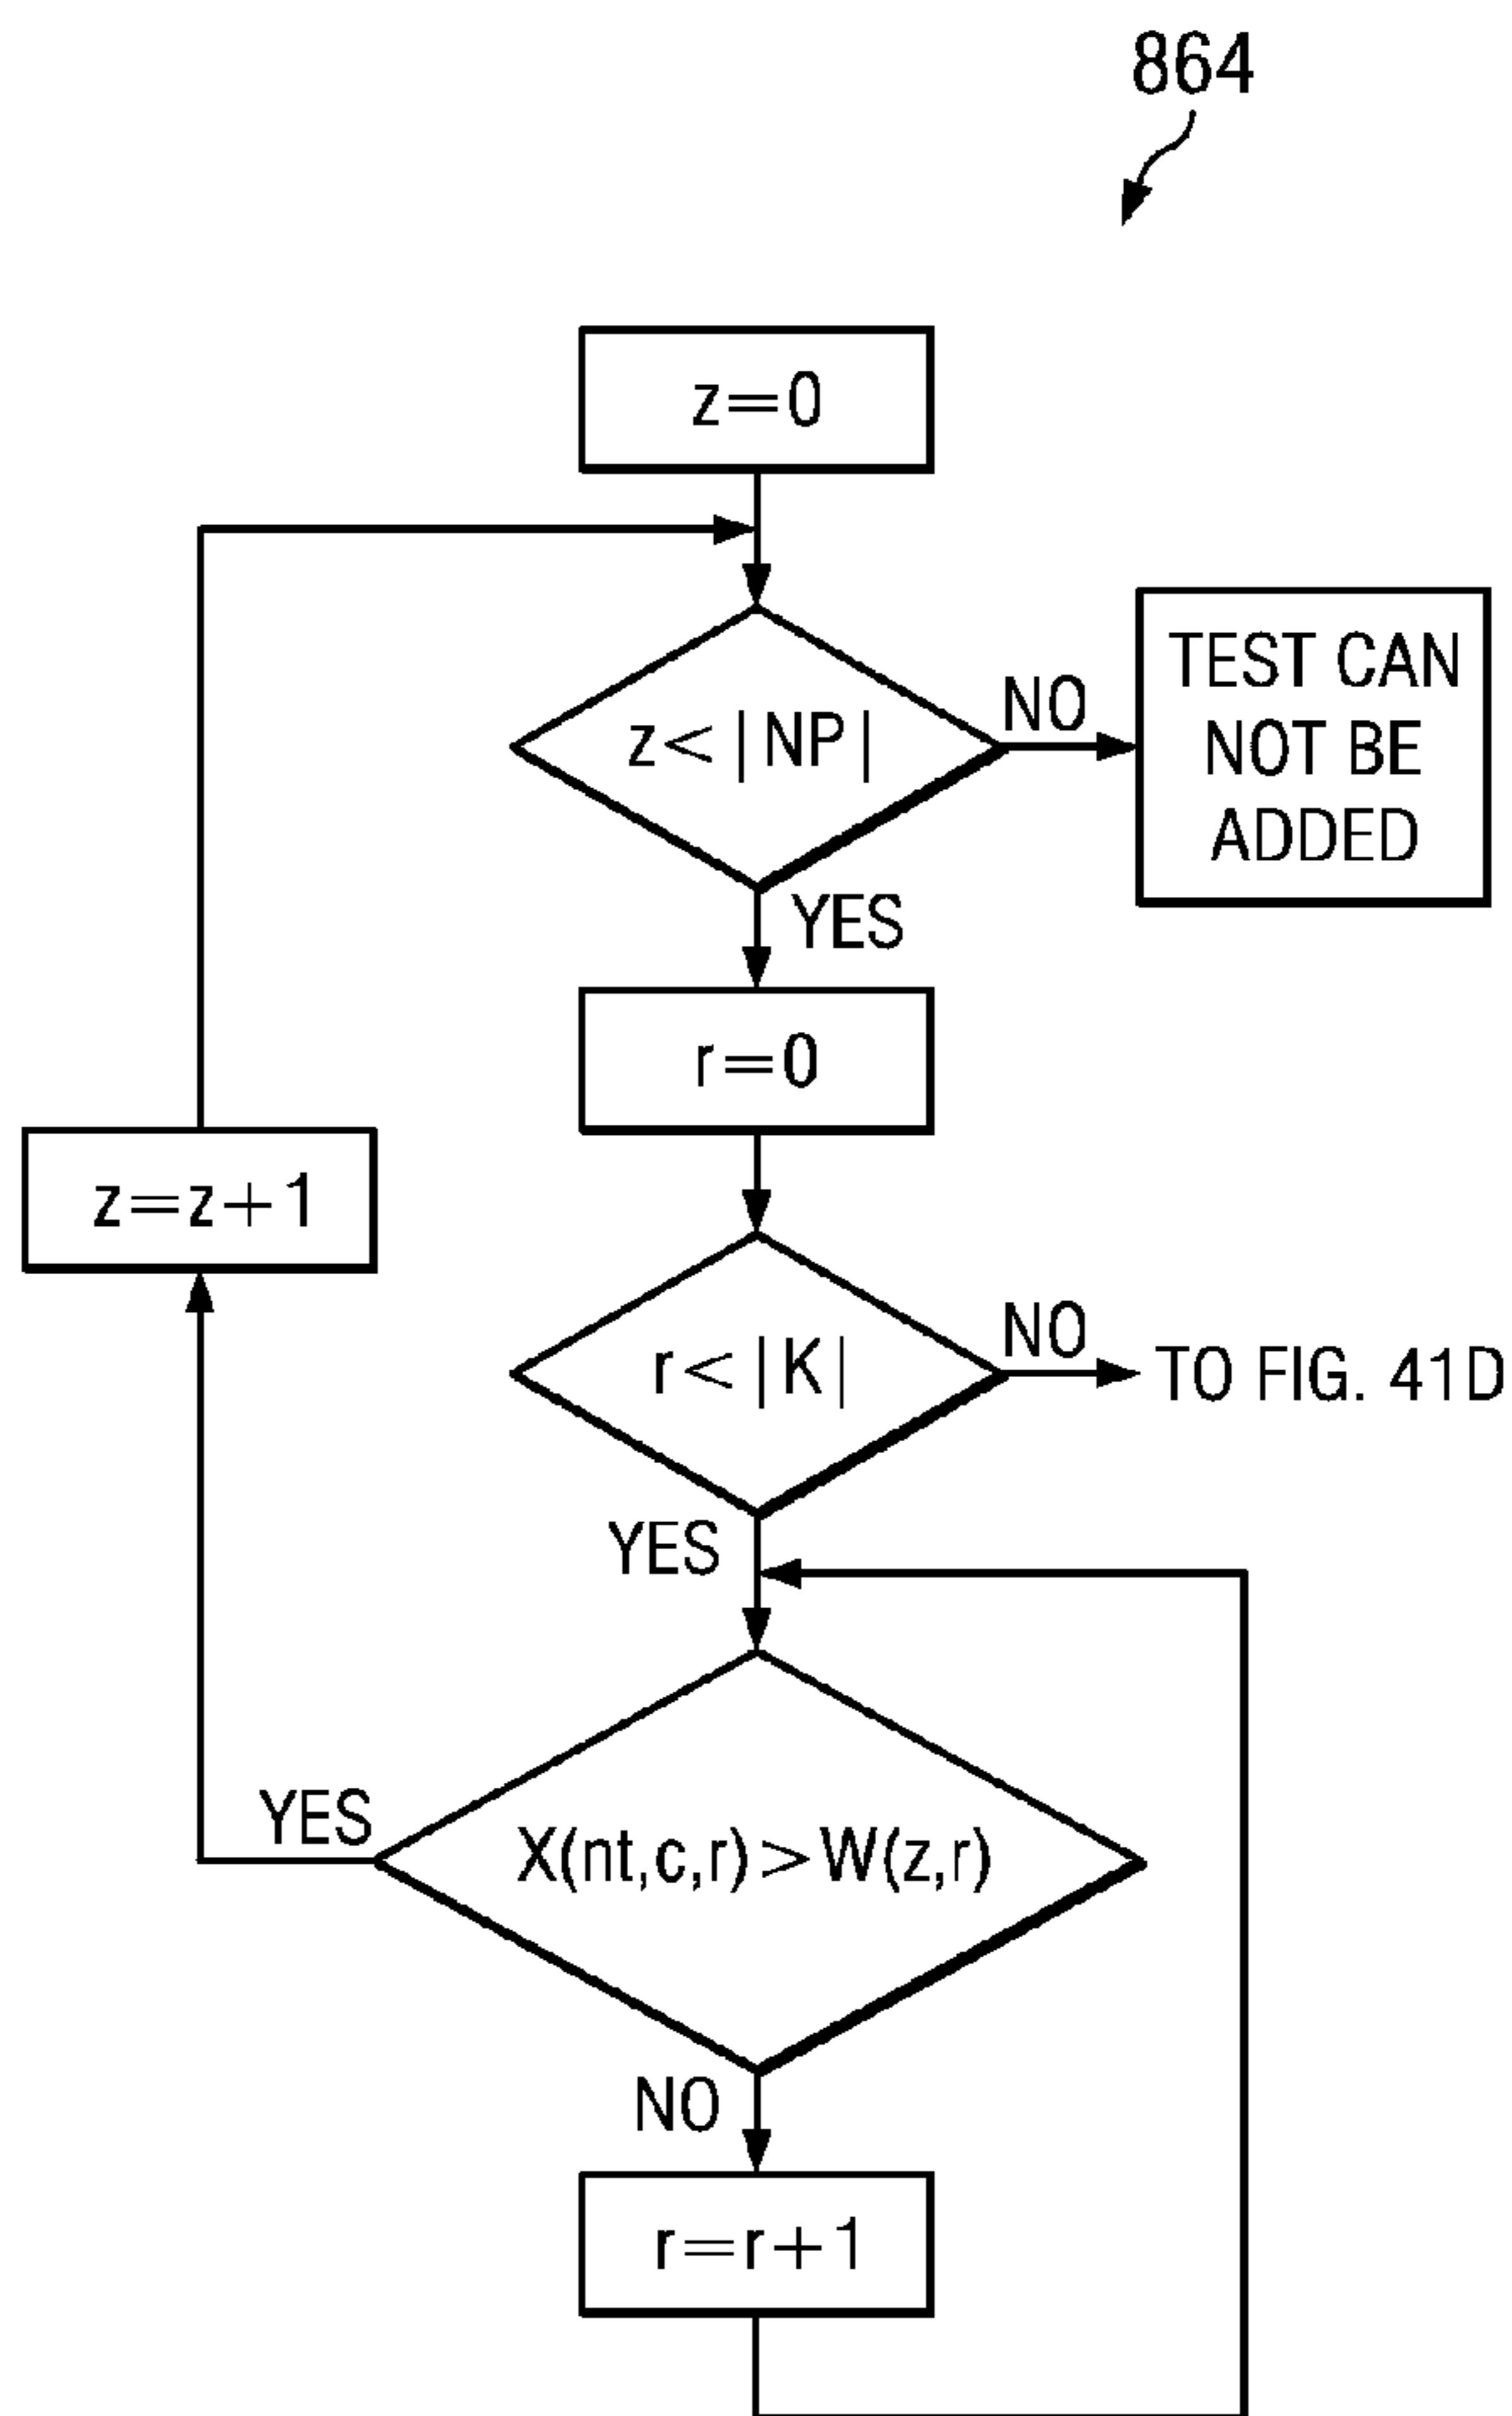 864
z=0
z<|NP|
NO
TEST CAN
NOT BE
ADDED
YES
r=0
z=z+1
r<|K|
NO
TO FIG. 41D
YES
YES
X(nt,c,r)>W(z,r)
NO
r=r+1